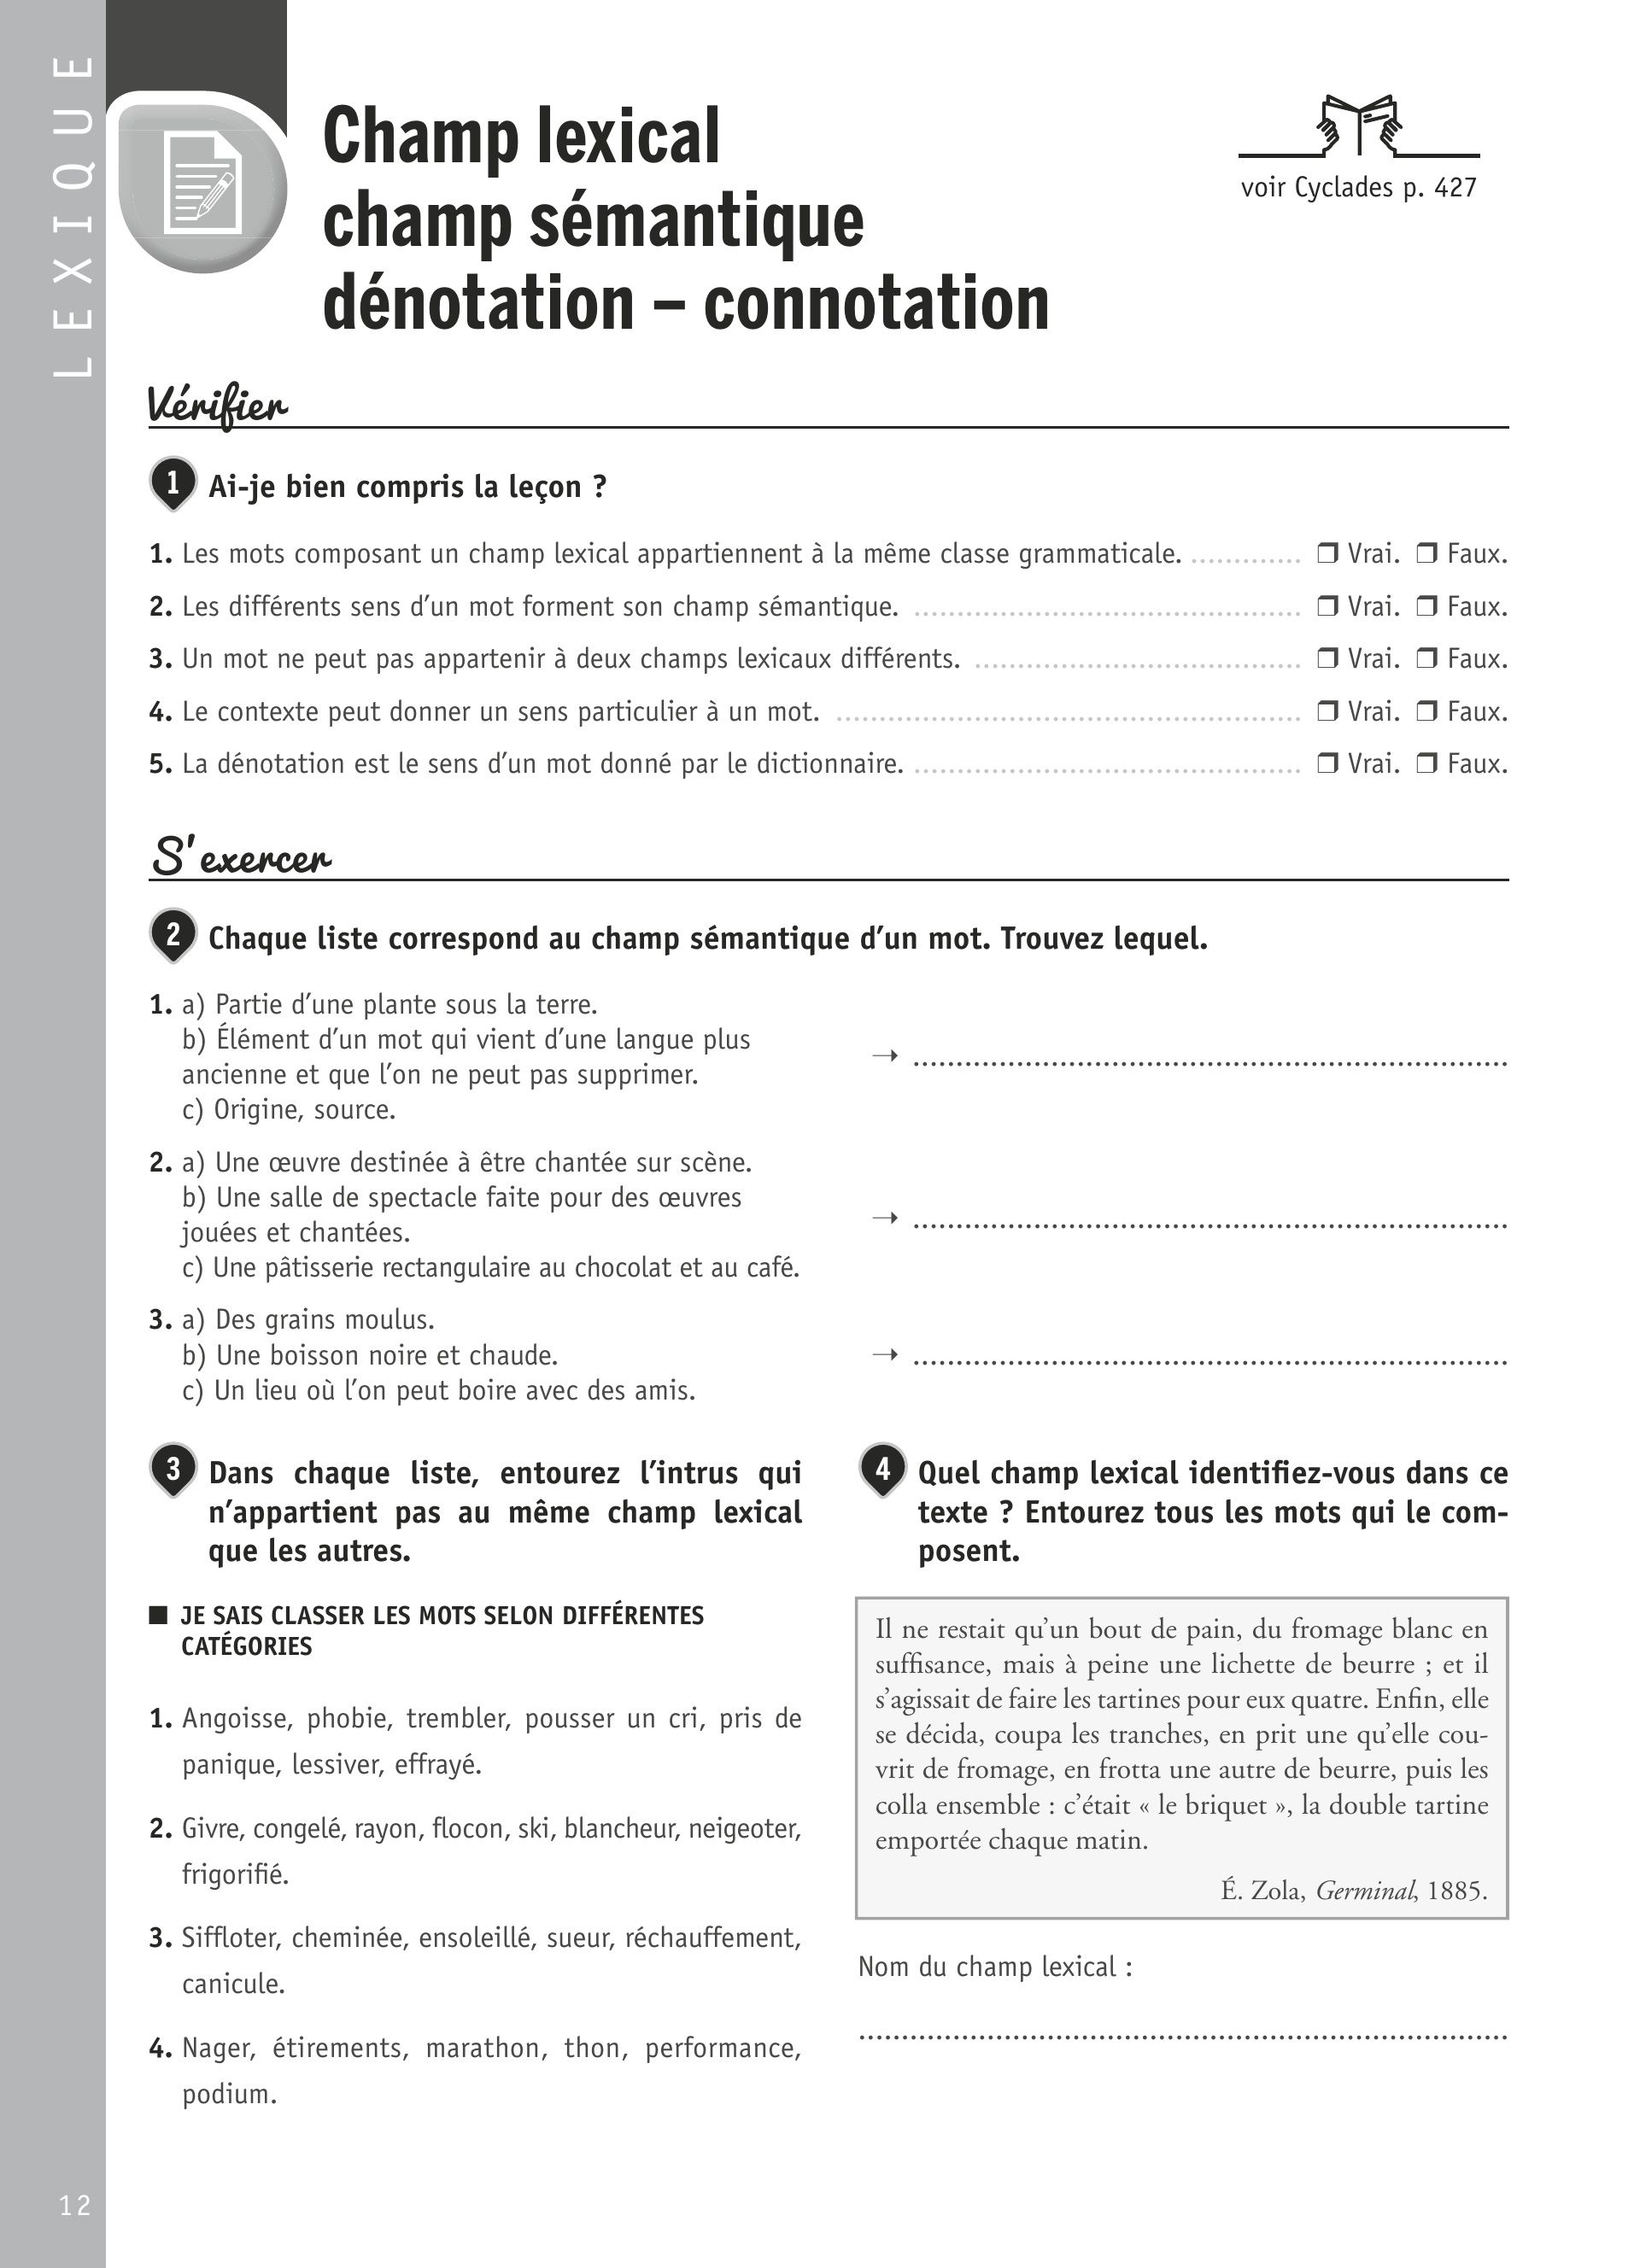 LEXIQUE
Champ lexical
champ sémantique
dénotation – connotation
voir Cyclades p. 427
Vérifier
1 Ai-je bien compris la leçon ?
1. Les mots composant un champ lexical appartiennent à la même classe grammaticale. ............. ❒ Vrai. ❒ Faux.
2. Les différents sens d’un mot forment son champ sémantique. ............................................. ❒ Vrai. ❒ Faux.
3. Un mot ne peut pas appartenir à deux champs lexicaux différents. ...................................... ❒ Vrai. ❒ Faux.
4. Le contexte peut donner un sens particulier à un mot. ...................................................... ❒ Vrai. ❒ Faux.
5. La dénotation est le sens d’un mot donné par le dictionnaire. ............................................. ❒ Vrai. ❒ Faux.
S’exercer
2 Chaque liste correspond au champ sémantique d’un mot. Trouvez lequel.
1. a) Partie d’une plante sous la terre.
b) Élément d’un mot qui vient d’une langue plus
ancienne et que l’on ne peut pas supprimer.
c) Origine, source.
→ ......................................................................
2. a) Une œuvre destinée à être chantée sur scène.
b) Une salle de spectacle faite pour des œuvres
jouées et chantées.
c) Une pâtisserie rectangulaire au chocolat et au café.
→ ......................................................................
3. a) Des grains moulus.
b) Une boisson noire et chaude.
c) Un lieu où l’on peut boire avec des amis.
→ ......................................................................
3 Dans chaque liste, entourez l’intrus qui
n’appartient pas au même champ lexical
que les autres.
■ JE SAIS CLASSER LES MOTS SELON DIFFÉRENTES
CATÉGORIES
1. Angoisse, phobie, trembler, pousser un cri, pris de
panique, lessiver, effrayé.
2. Givre, congelé, rayon, flocon, ski, blancheur, neigeoter,
frigorifié.
3. Siffloter, cheminée, ensoleillé, sueur, réchauffement,
canicule.
4. Nager, étirements, marathon, thon, performance,
podium.
4 Quel champ lexical identifiez-vous dans ce
texte ? Entourez tous les mots qui le com-
posent.
Il ne restait qu’un bout de pain, du fromage blanc en
suffisance, mais à peine une lichette de beurre ; et il
s’agissait de faire les tartines pour eux quatre. Enfin, elle
se décida, coupa les tranches, en prit une qu’elle cou-
vrit de fromage, en frotta une autre de beurre, puis les
colla ensemble : c’était « le briquet », la double tartine
emportée chaque matin.
É. Zola, Germinal, 1885.
Nom du champ lexical :
............................................................................
12